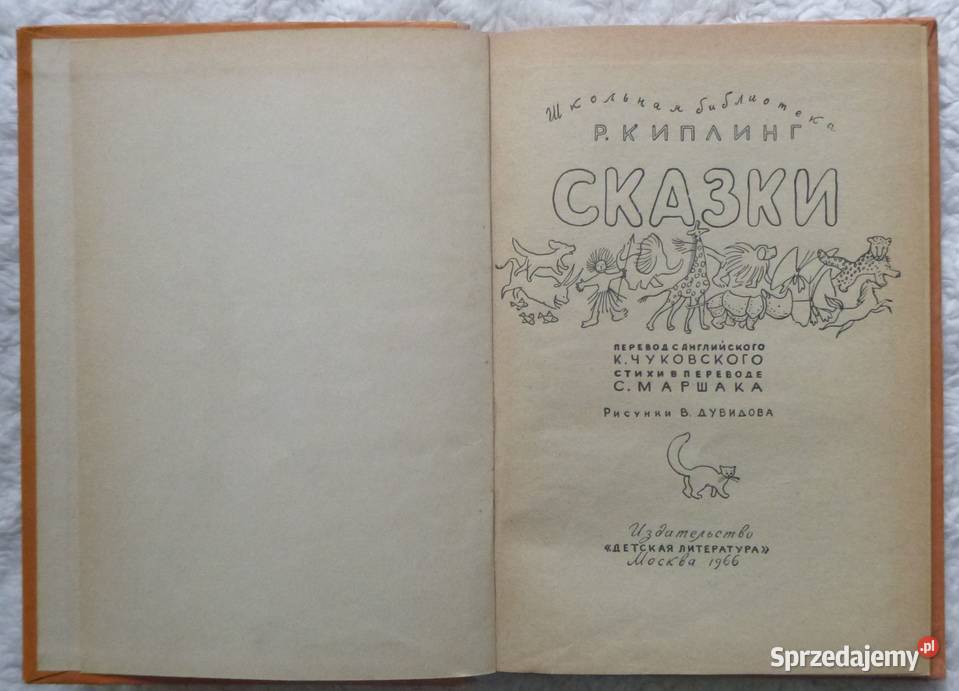 Школьная библиотека
Р. КИПЛИНГ
СКАЗКИ
ПЕРЕВОД С АНГЛИЙСКОГО
К. ЧУКОВСКОГО
СТИХИ В ПЕРЕВОДЕ
С. МАРШАКА
Рисунки В. ДУВИДОВА
Издательство
«ДЕТСКАЯ ЛИТЕРАТУРА»
Москва 1966
Sprzedajemy.pl